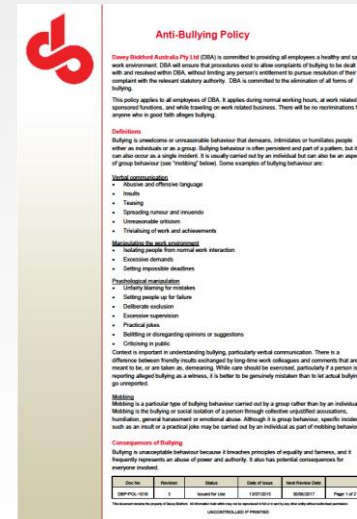 Anti-Bullying Policy
Davey Bickford Australia Pty Ltd (DBA) is committed to providing all employees a healthy and sa
work environment. DBA will ensure that procedures exist to allow complaints of bullying to be dealt
with and resolved within DBA, without limiting any person's entitlement to pursue resolution of their
complaint with the relevant statutory authority. DBA is committed to the elimination of all forms of
bullying.
This policy applies to all employees of DBA. It applies during normal working hours, at work related
sponsored functions, and while traveling on work related business. There will be no recriminations f
anyone who in good faith alleges bullying.
Definitions
Bullying is unwelcome or unreasonable behaviour that demeans, intimidates or humiliates people
either as individuals or as a group. Bullying behaviour is often persistent and part of a pattern, but it
can also occur as a single incident. It is usually carried out by an individual but can also be an aspe
of group behaviour (see "mobbing" below). Some examples of bullying behaviour are:
Verbal communication
• Abusive and offensive language
• Insults
• Teasing
• Spreading rumour and innuendo
• Unreasonable criticism
• Trivialising of work and achievements
Manipulating the work environment
• Isolating people from normal work interaction
• Excessive demands
• Setting impossible deadlines
Psychological manipulation
• Unfairly blaming for mistakes
• Setting people up for failure
• Deliberate exclusion
• Excessive supervision
• Practical jokes
• Belittling or disregarding opinions or suggestions
• Criticising in public
Context is important in understanding bullying, particularly verbal communication. There is a
difference between friendly insults exchanged by long-time work colleagues and comments that are
meant to be, or are taken as, demeaning. While care should be exercised, particularly if a person is
reporting alleged bullying as a witness, it is better to be genuinely mistaken than to let actual bullying
go unreported.
Mobbing
Mobbing is a particular type of bullying behaviour carried out by a group rather than by an individual
Mobbing is the bullying or social isolation of a person through collective unjustified accusations,
humiliation, general harassment or emotional abuse. Although it is group behaviour, specific incider
such as an insult or a practical joke may be carried out by an individual as part of mobbing behaviou
Consequences of Bullying
Bullying is unacceptable behaviour because it breaches principles of equality and fairness, and it
frequently represents an abuse of power and authority. It also has potential consequences for
everyone involved.
Doc No Revision Status Date of Issue Next Review Date Page 1 of 2
3 Issued for Use 13/07/2015 30/06/2017
UNCONTROLLED IF PRINTED